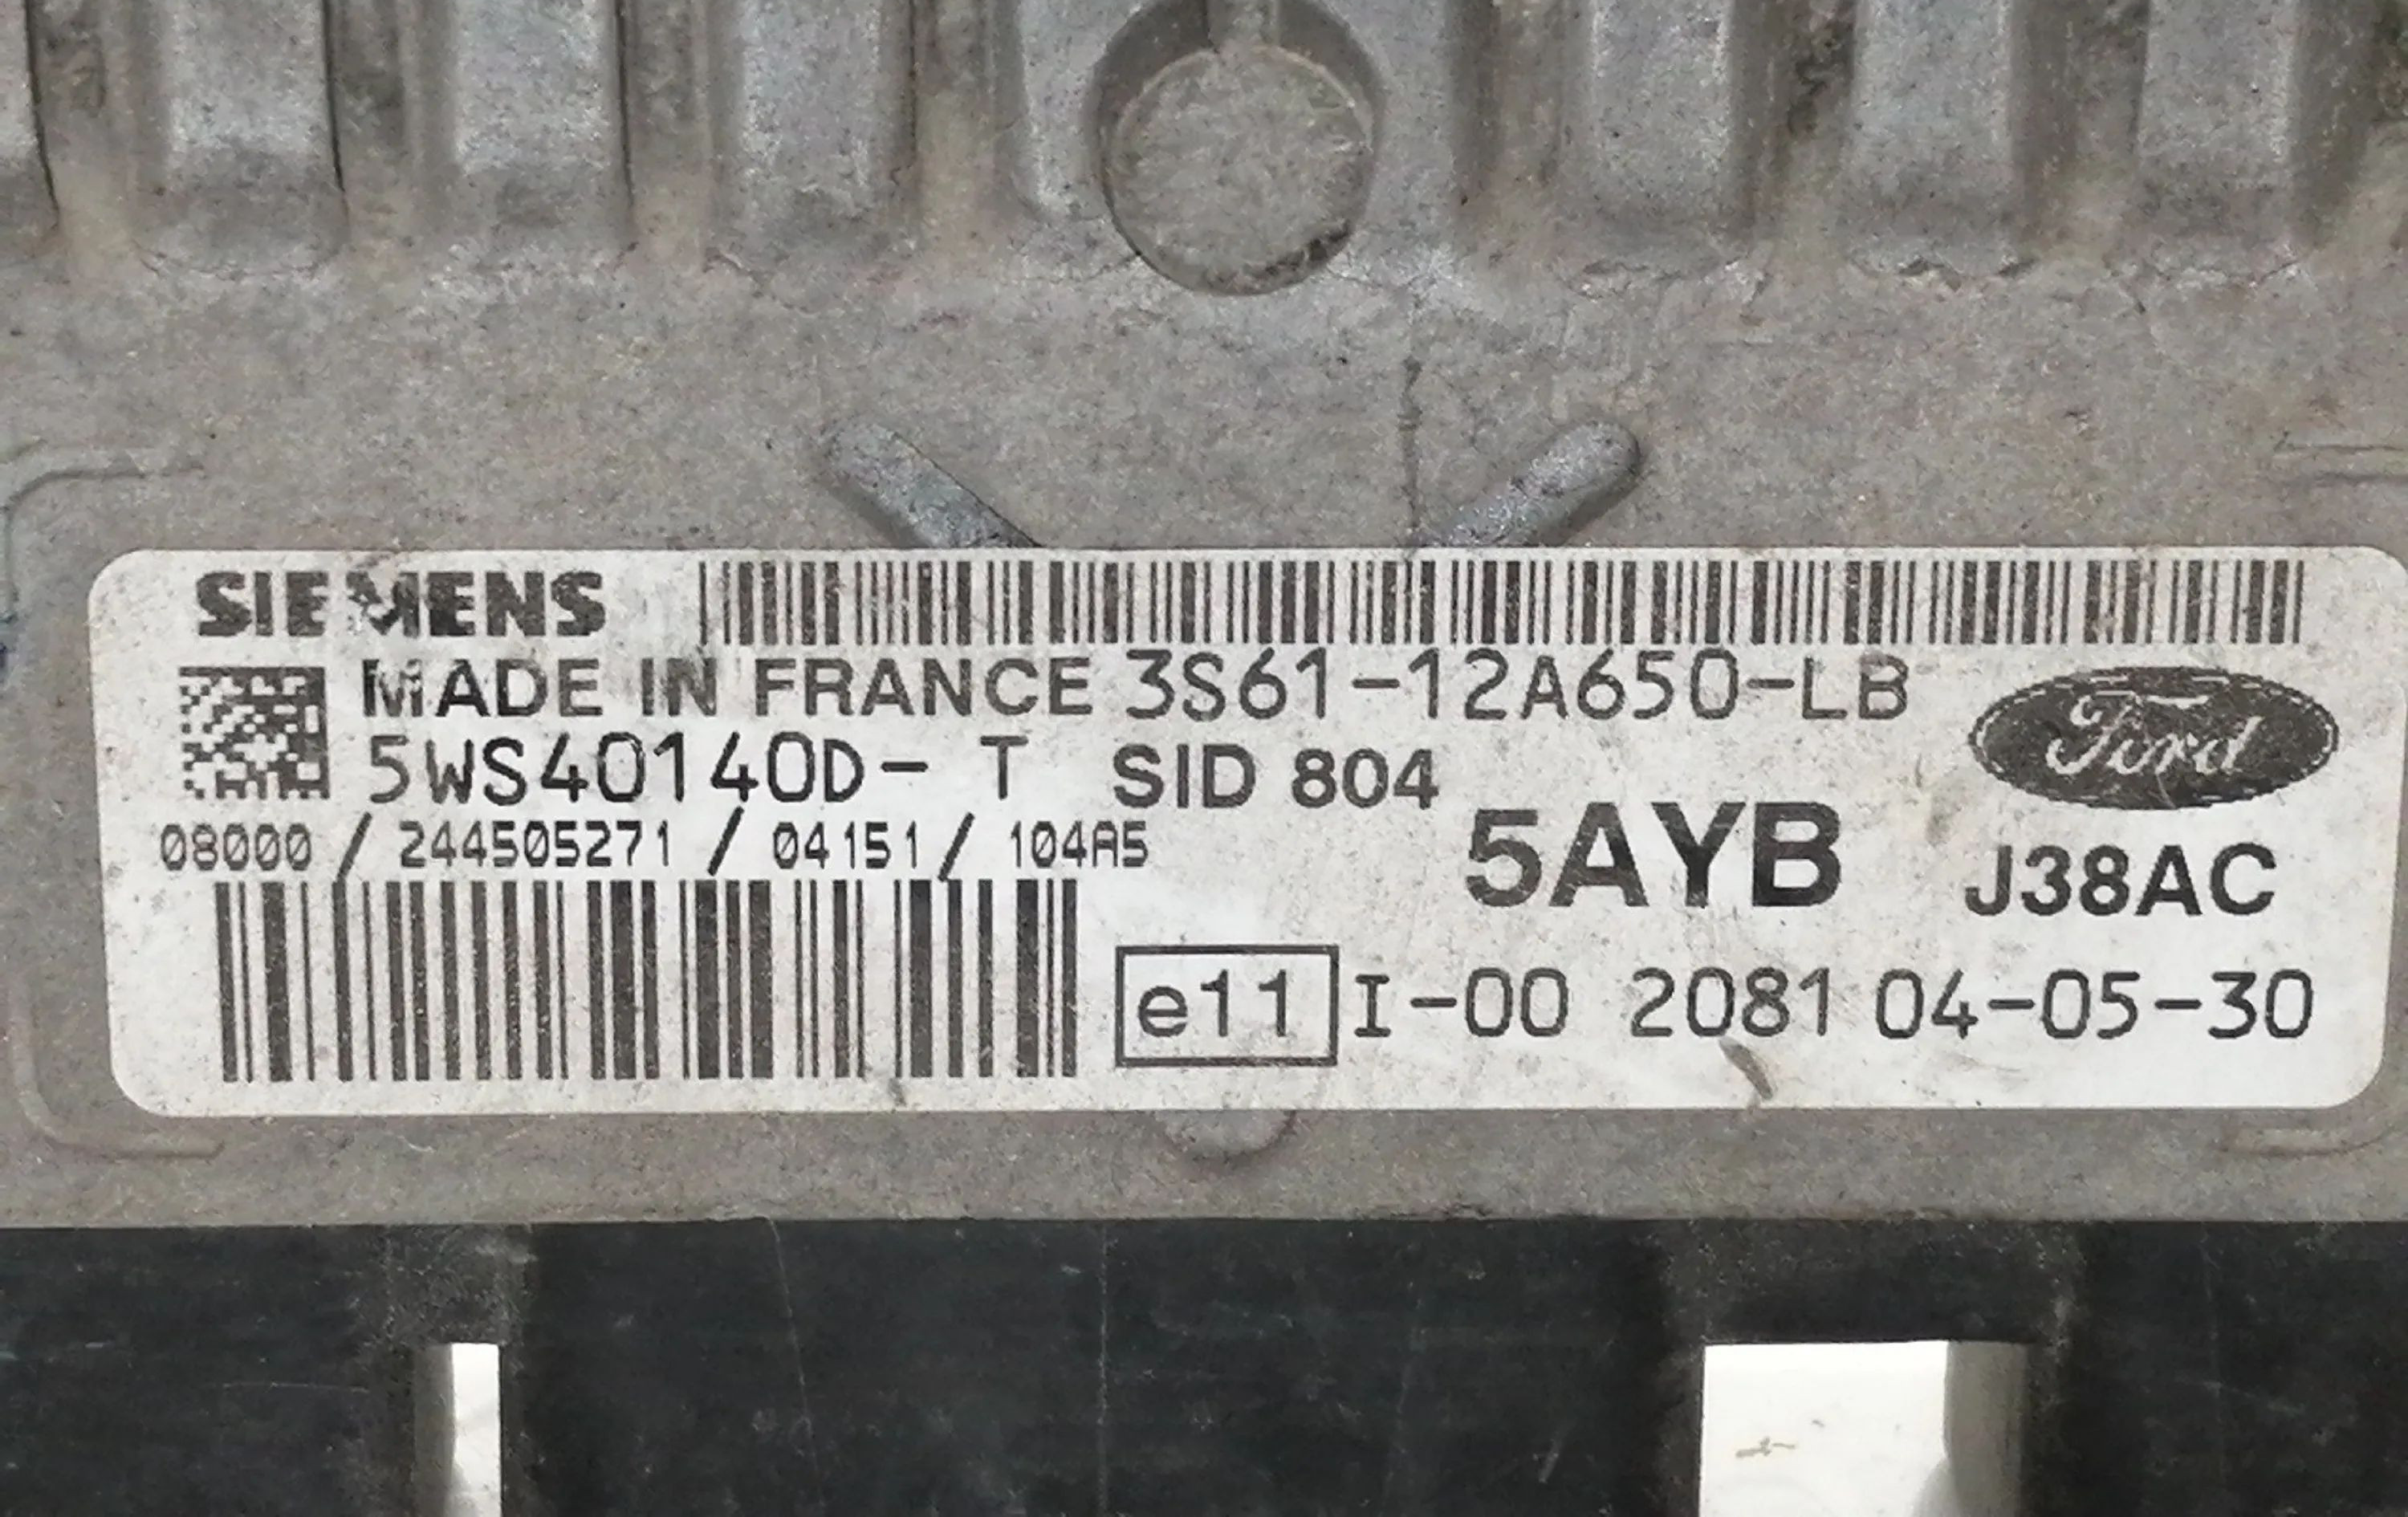 SIEMENS
MADE IN FRANCE 3S61-12A650-LB
Ford
5WS40140D- T SID 804
08000 / 244505271 / 04151 / 104A5
5AYB J38AC
e11 I-00 2081 04-05-30